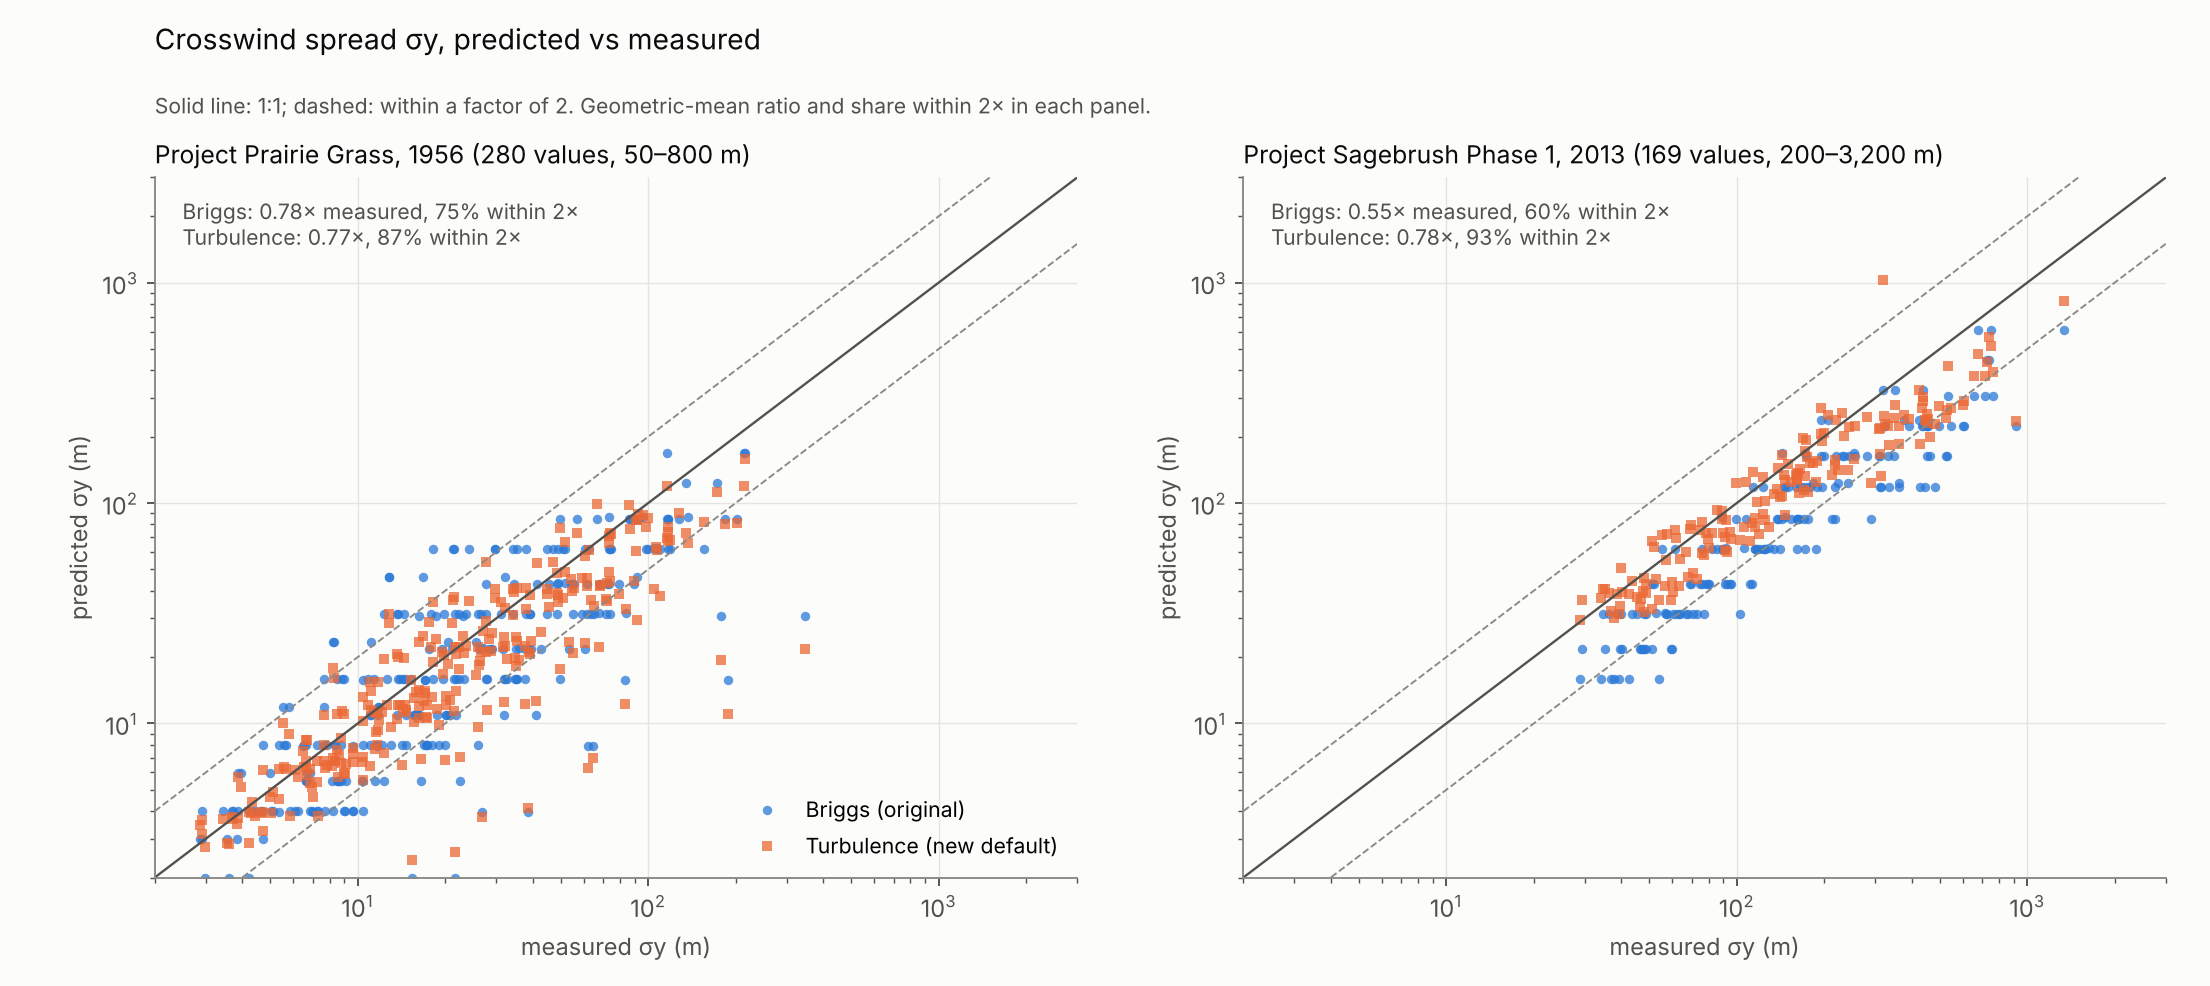 Crosswind spread σy, predicted vs measured
Solid line: 1:1; dashed: within a factor of 2. Geometric-mean ratio and share within 2× in each panel.
Project Prairie Grass, 1956 (280 values, 50–800 m)
Briggs: 0.78× measured, 75% within 2×
Turbulence: 0.77×, 87% within 2×
predicted σy (m)
10³
10²
10¹
Briggs (original)
Turbulence (new default)
10¹ 10² 10³
measured σy (m)
Project Sagebrush Phase 1, 2013 (169 values, 200–3,200 m)
Briggs: 0.55× measured, 60% within 2×
Turbulence: 0.78×, 93% within 2×
predicted σy (m)
10³
10²
10¹
10¹ 10² 10³
measured σy (m)